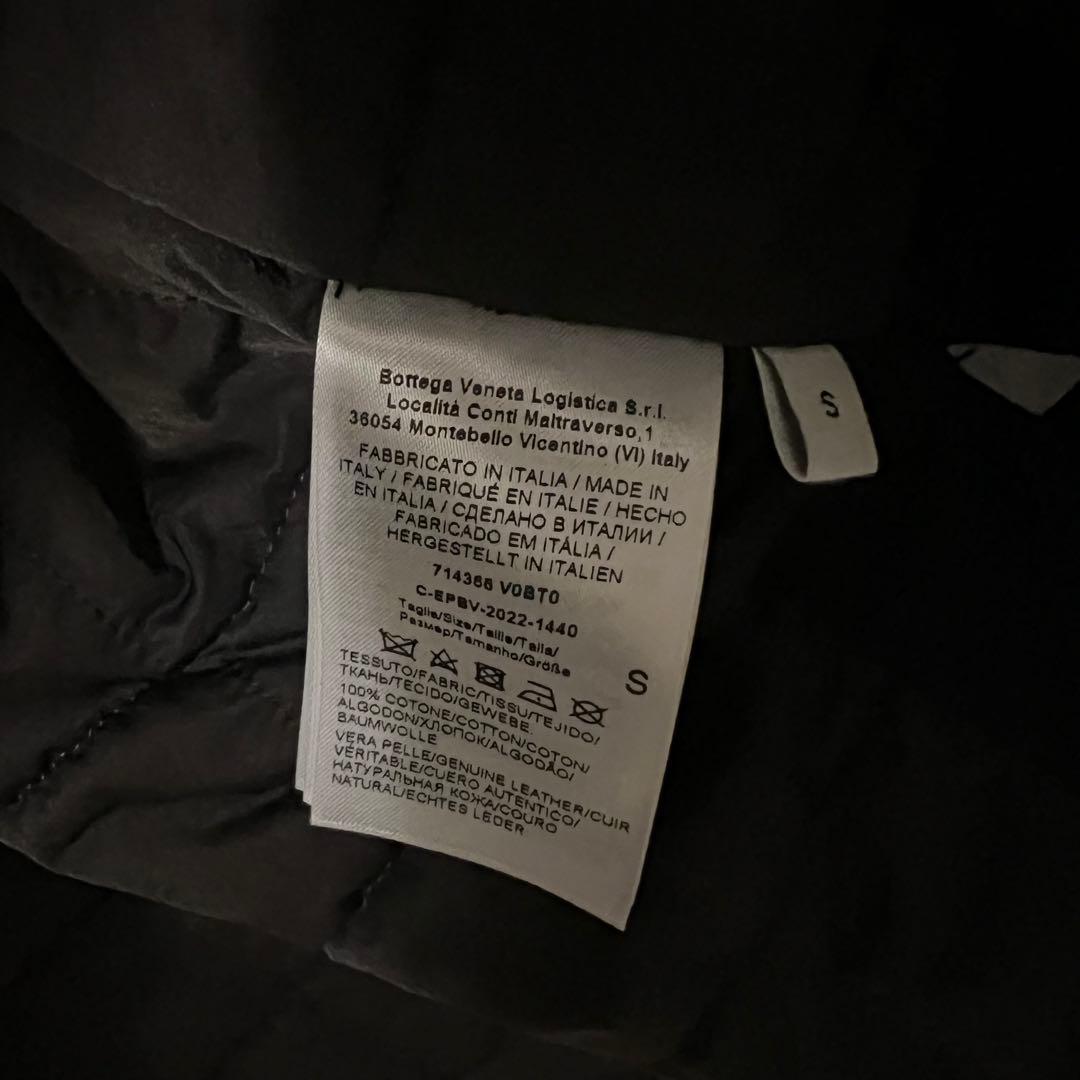 Bottega Veneta Logistica S.r.l.
Località Conti Maltraverso,1
36054 Montebello Vicentino (VI) Italy
FABBRICATO IN ITALIA / MADE IN
ITALY / FABRIQUÉ EN ITALIE / HECHO
EN ITALIA / СДЕЛАНО В ИТАЛИИ /
FABRICADO EM ITÁLIA /
HERGESTELLT IN ITALIEN
714366 V0BT0
C-EPBV-2022-1440
Taglia/Size/Taille/Talla/
Размер/Tamanho/Größe
S
TESSUTO/FABRIC/TISSU/TEJIDO/
ТКАНЬ/TECIDO/GEWEBE
100% COTONE/COTTON/COTON/
ALGODON/ХЛОПОК/ALGODÃO/
BAUMWOLLE
VERA PELLE/GENUINE LEATHER/CUIR
VÉRITABLE/CUERO AUTENTICO/
НАТУРАЛЬНАЯ КОЖА/COURO
NATURAL/ECHTES LEDER
S